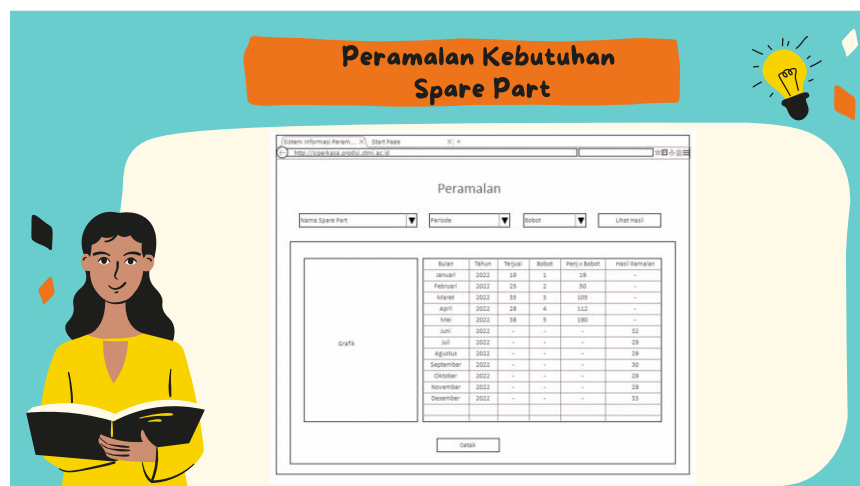 Peramalan Kebutuhan
Spare Part
Sistem Informasi Peram... Start Page
http://siperkasa.prodisi.stmi.ac.id
Peramalan
Nama Spare Part Periode Bobot Lihat Hasil
Grafik
Bulan Tahun Terjual Bobot Penj x Bobot Hasil Ramalan
Januari 2022 19 1 19 -
Februari 2022 25 2 50 -
Maret 2022 35 3 105 -
April 2022 28 4 112 -
Mei 2022 38 5 190 -
Juni 2022 - - - 32
Juli 2022 - - - 29
Agustus 2022 - - - 29
September 2022 - - - 30
Oktober 2022 - - - 29
November 2022 - - - 28
Desember 2022 - - - 33
Cetak